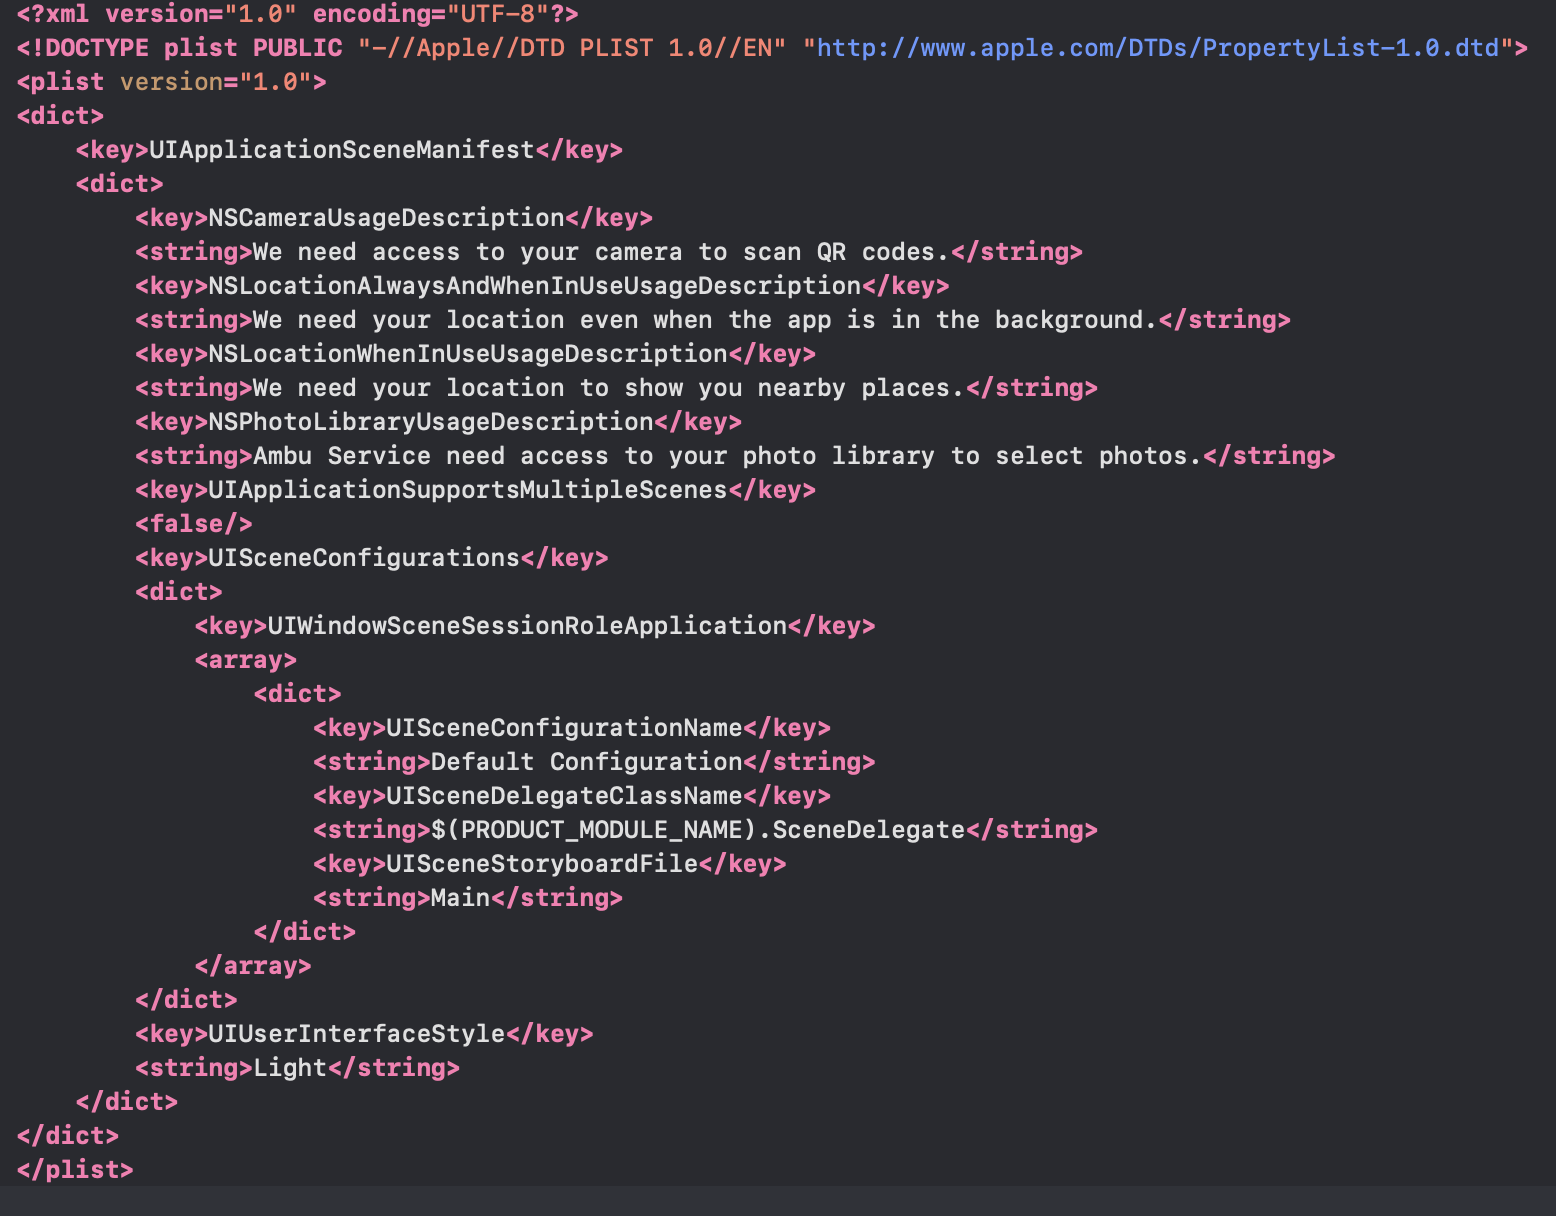 <?xml version="1.0" encoding="UTF-8"?>
<!DOCTYPE plist PUBLIC "-//Apple//DTD PLIST 1.0//EN" "http://www.apple.com/DTDs/PropertyList-1.0.dtd">
<plist version="1.0">
<dict>
    <key>UIApplicationSceneManifest</key>
    <dict>
        <key>NSCameraUsageDescription</key>
        <string>We need access to your camera to scan QR codes.</string>
        <key>NSLocationAlwaysAndWhenInUseUsageDescription</key>
        <string>We need your location even when the app is in the background.</string>
        <key>NSLocationWhenInUseUsageDescription</key>
        <string>We need your location to show you nearby places.</string>
        <key>NSPhotoLibraryUsageDescription</key>
        <string>Ambu Service need access to your photo library to select photos.</string>
        <key>UIApplicationSupportsMultipleScenes</key>
        <false/>
        <key>UISceneConfigurations</key>
        <dict>
            <key>UIWindowSceneSessionRoleApplication</key>
            <array>
                <dict>
                    <key>UISceneConfigurationName</key>
                    <string>Default Configuration</string>
                    <key>UISceneDelegateClassName</key>
                    <string>$(PRODUCT_MODULE_NAME).SceneDelegate</string>
                    <key>UISceneStoryboardFile</key>
                    <string>Main</string>
                </dict>
            </array>
        </dict>
        <key>UIUserInterfaceStyle</key>
        <string>Light</string>
    </dict>
</dict>
</plist>